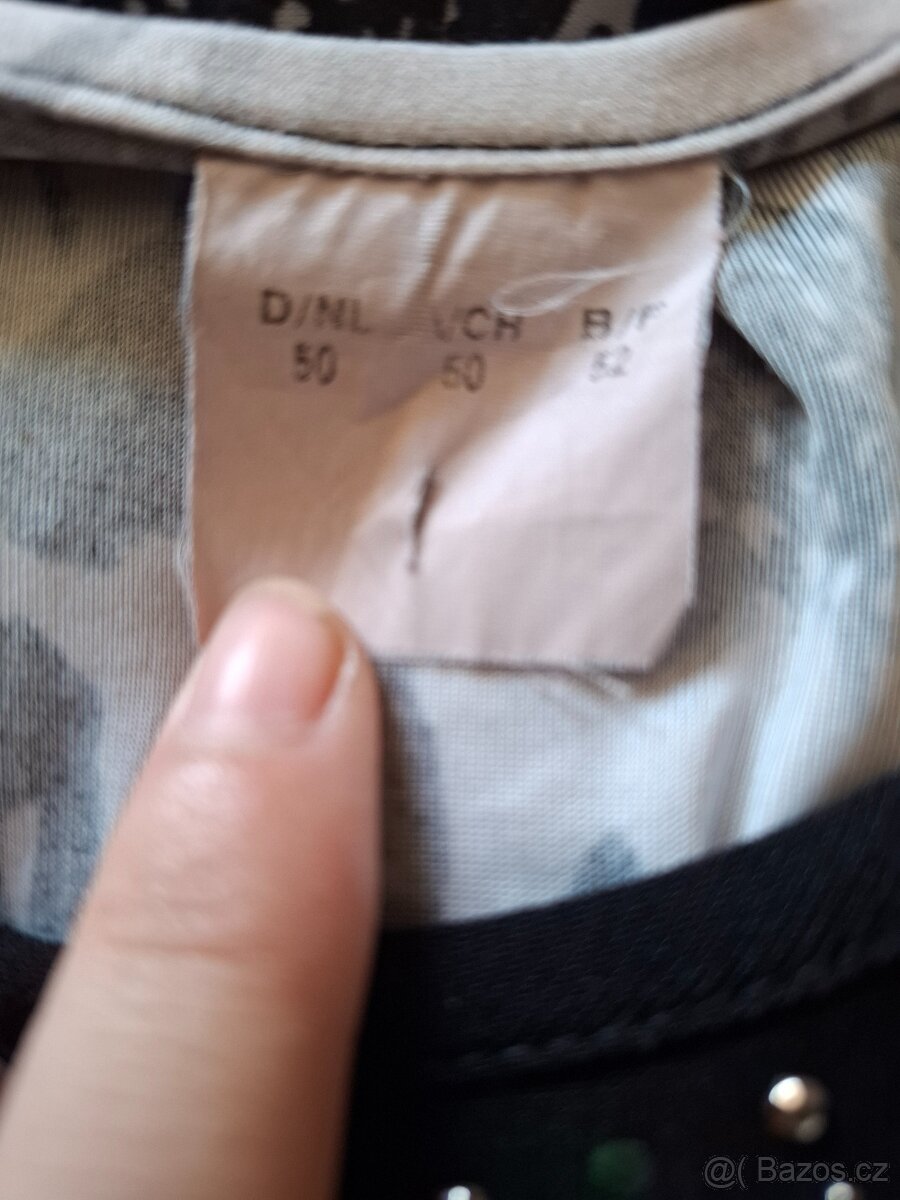 D/NL /CH B/F
50 50 52
@( Bazos.cz